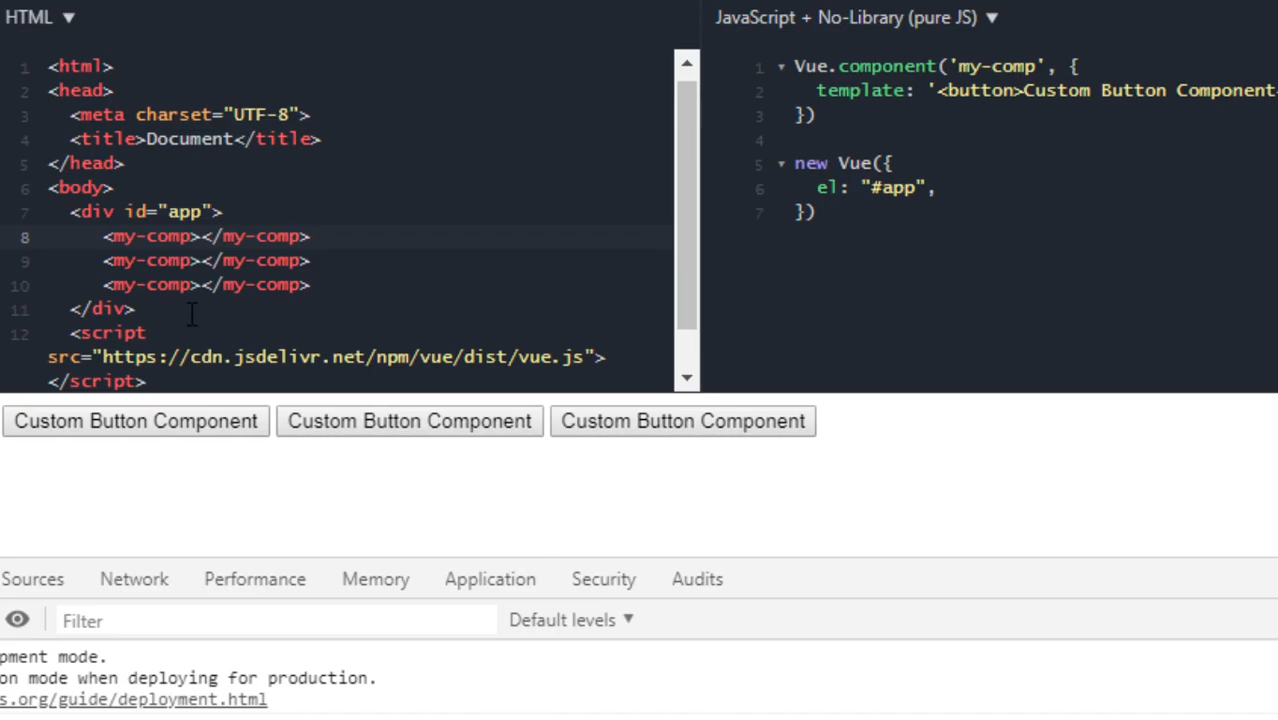 HTML ▼
1 <html>
2 <head>
3 <meta charset="UTF-8">
4 <title>Document</title>
5 </head>
6 <body>
7 <div id="app">
8 <my-comp></my-comp>
9 <my-comp></my-comp>
10 <my-comp></my-comp>
11 </div>
12 <script
src="https://cdn.jsdelivr.net/npm/vue/dist/vue.js">
</script>
JavaScript + No-Library (pure JS) ▼
1 ▾ Vue.component('my-comp', {
2 template: '<button>Custom Button Component
3 })
4
5 ▾ new Vue({
6 el: "#app",
7 })
Custom Button Component Custom Button Component Custom Button Component
Sources Network Performance Memory Application Security Audits
Filter Default levels ▼
pment mode.
on mode when deploying for production.
s.org/guide/deployment.html